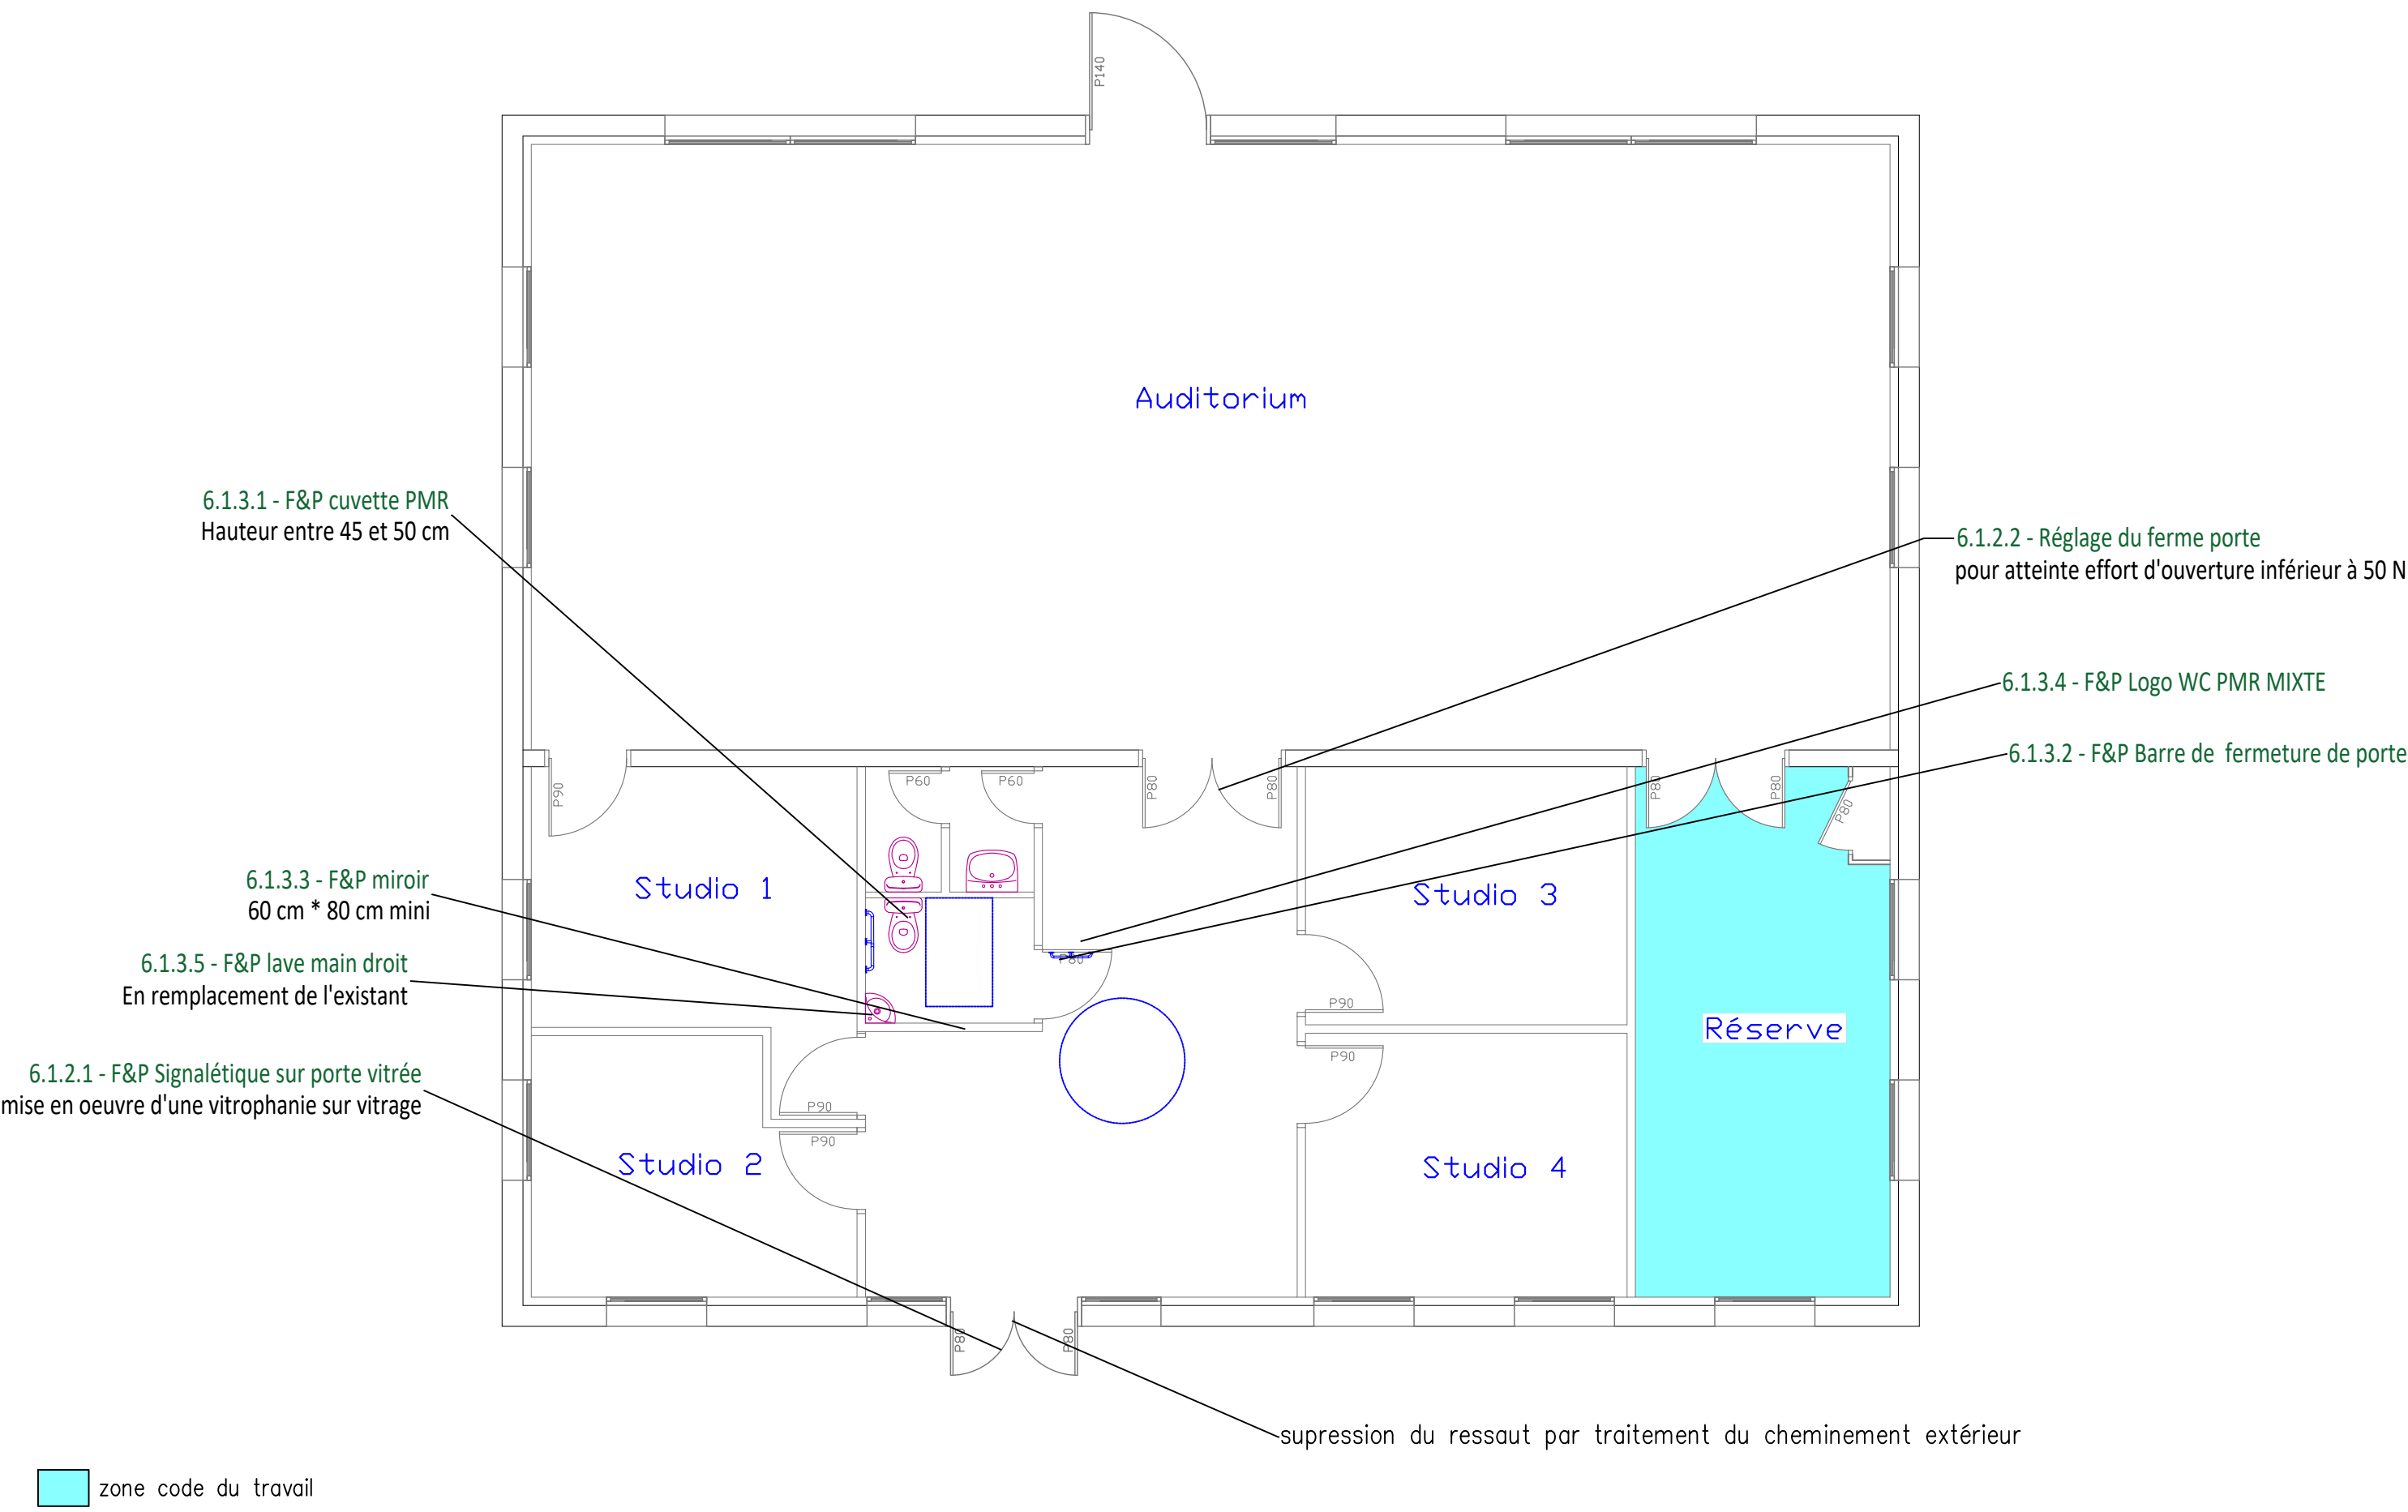 P140
Auditorium
6.1.3.1 - F&P cuvette PMR
Hauteur entre 45 et 50 cm
6.1.2.2 - Réglage du ferme porte
pour atteinte effort d'ouverture inférieur à 50 N
6.1.3.4 - F&P Logo WC PMR MIXTE
6.1.3.2 - F&P Barre de  fermeture de porte
P90
P60
P60
P80
P80
P80
P80
P80
6.1.3.3 - F&P miroir
60 cm * 80 cm mini
Studio 1
Studio 3
6.1.3.5 - F&P lave main droit
En remplacement de l'existant
P80
P90
Réserve
P90
6.1.2.1 - F&P Signalétique sur porte vitrée
mise en oeuvre d'une vitrophanie sur vitrage
P90
P90
Studio 2
Studio 4
P80
P80
supression du ressaut par traitement du cheminement extérieur
zone code du travail